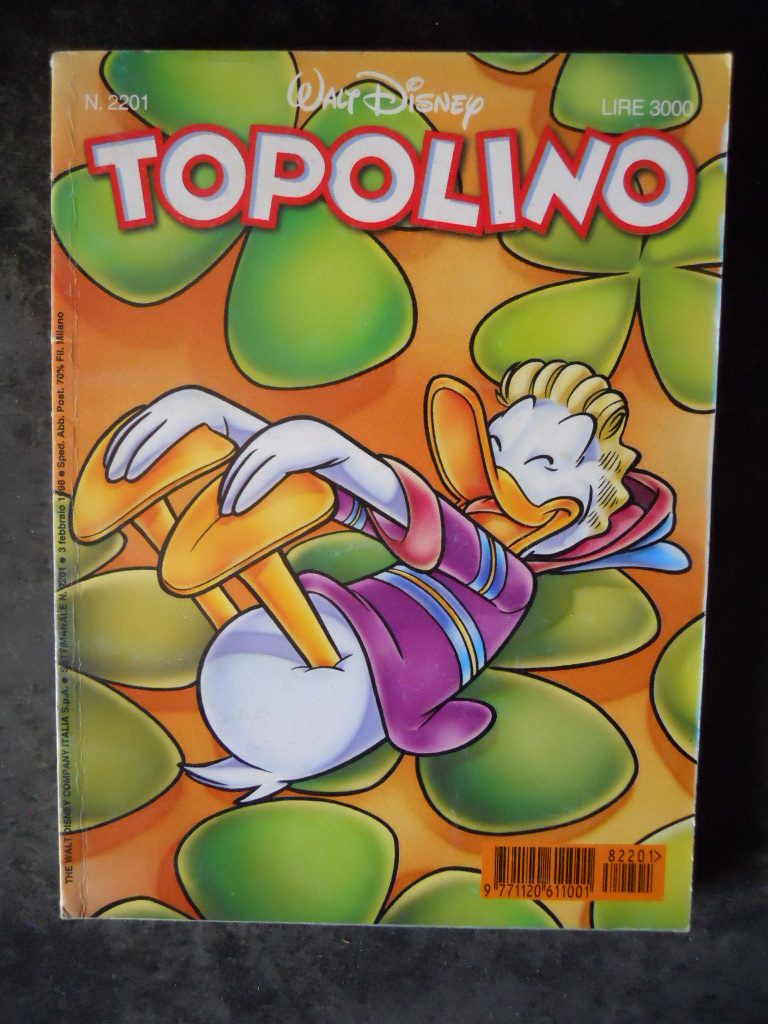 N. 2201
WALT DISNEY
LIRE 3000
TOPOLINO
THE WALT DISNEY COMPANY ITALIA S.p.A. ● SETTIMANALE N. 2201 ● 3 febbraio 1998 ● Sped. Abb. Post. 70% Fil. Milano
82201>
9 771120 611001